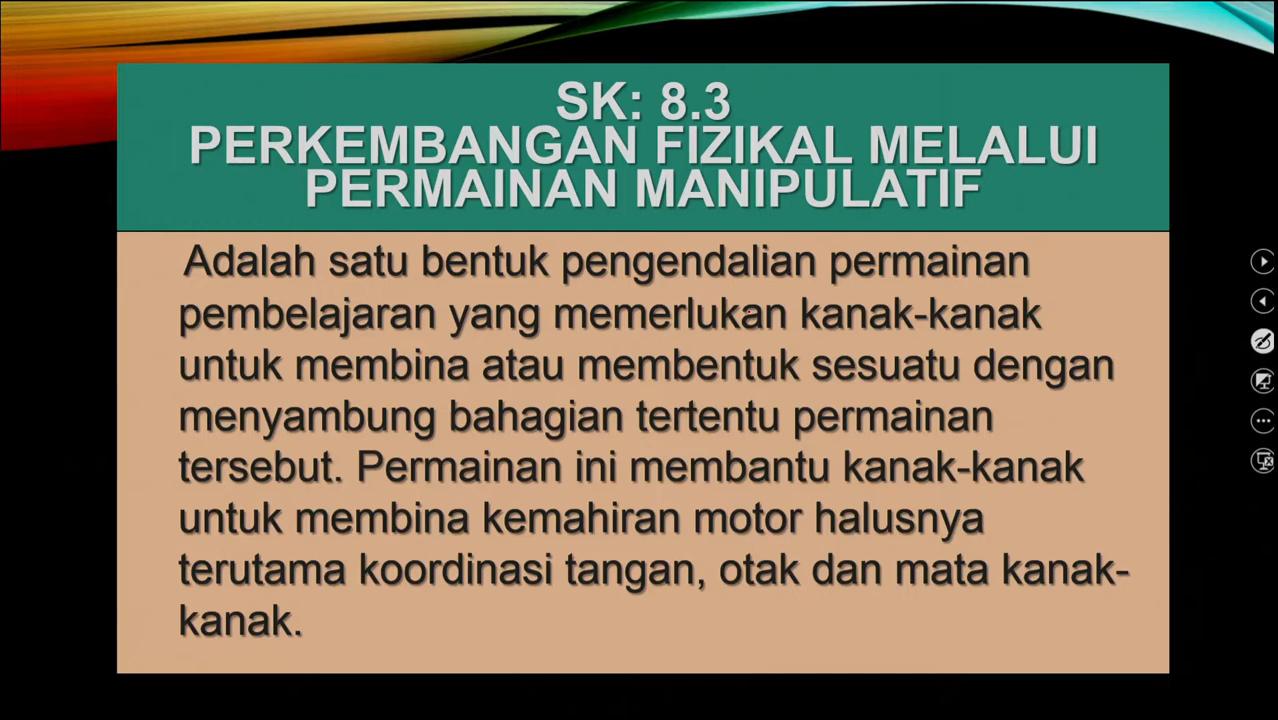 SK: 8.3
PERKEMBANGAN FIZIKAL MELALUI
PERMAINAN MANIPULATIF
Adalah satu bentuk pengendalian permainan
pembelajaran yang memerlukan kanak-kanak
untuk membina atau membentuk sesuatu dengan
menyambung bahagian tertentu permainan
tersebut. Permainan ini membantu kanak-kanak
untuk membina kemahiran motor halusnya
terutama koordinasi tangan, otak dan mata kanak-
kanak.